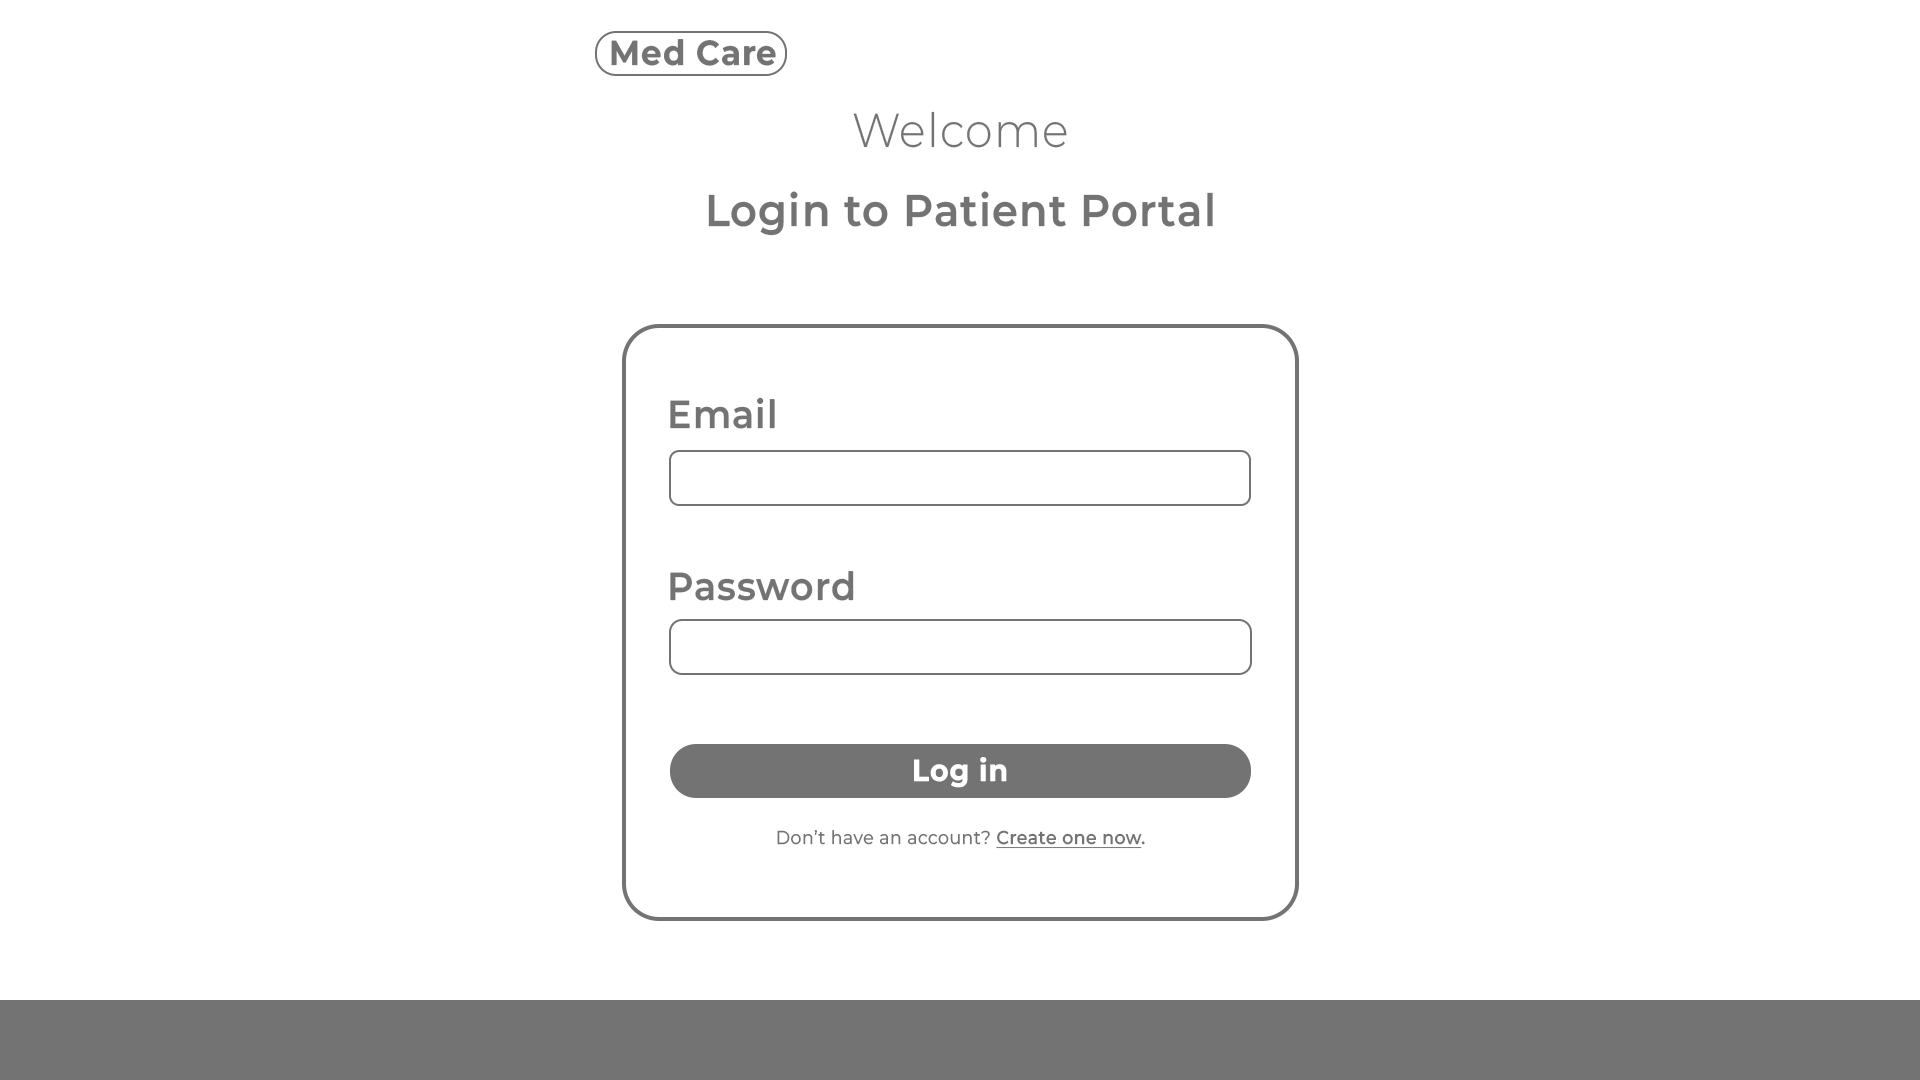 Med Care
Welcome
Login to Patient Portal
Email
Password
Log in
Don’t have an account? Create one now.